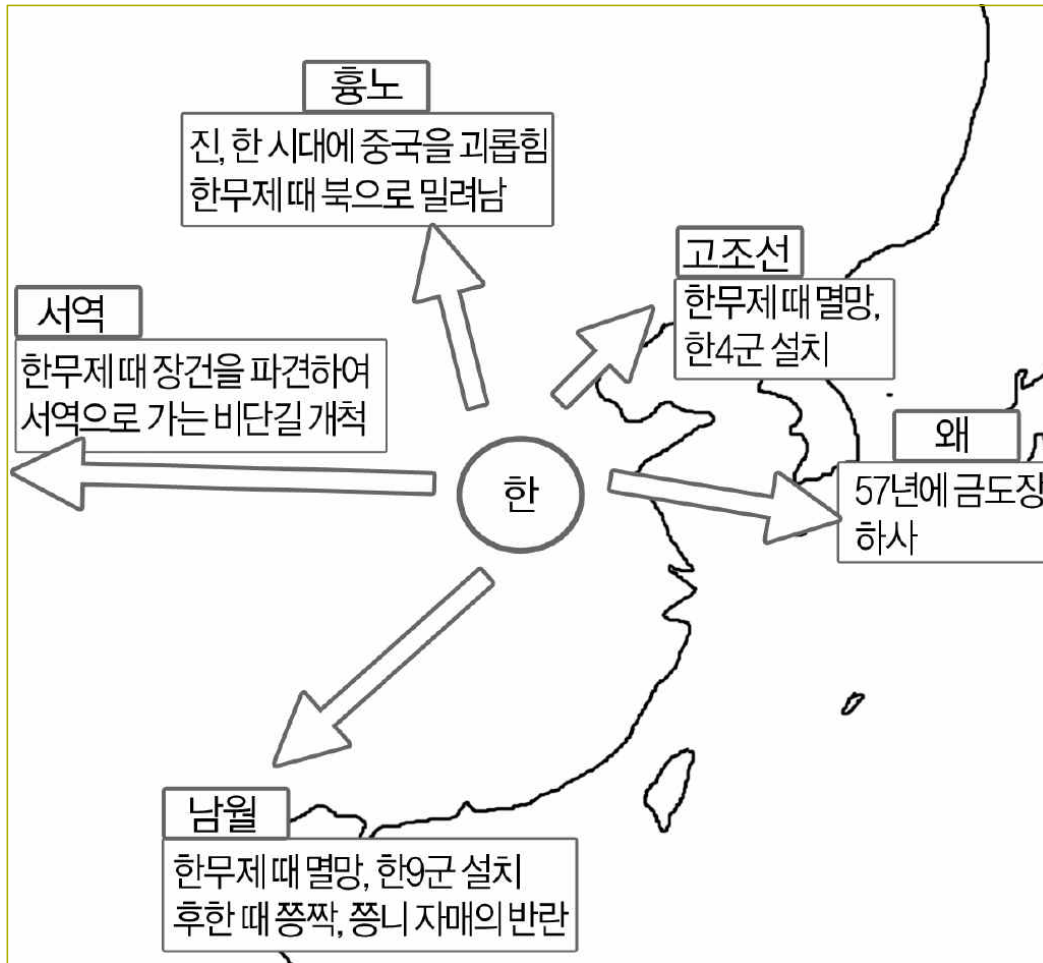 흉노
진, 한 시대에 중국을 괴롭힘
한무제 때 북으로 밀려남
고조선
한무제 때 멸망,
한4군 설치
서역
한무제 때 장건을 파견하여
서역으로 가는 비단길 개척
왜
57년에 금도장
하사
한
남월
한무제 때 멸망, 한9군 설치
후한 때 쯩짝, 쯩니 자매의 반란